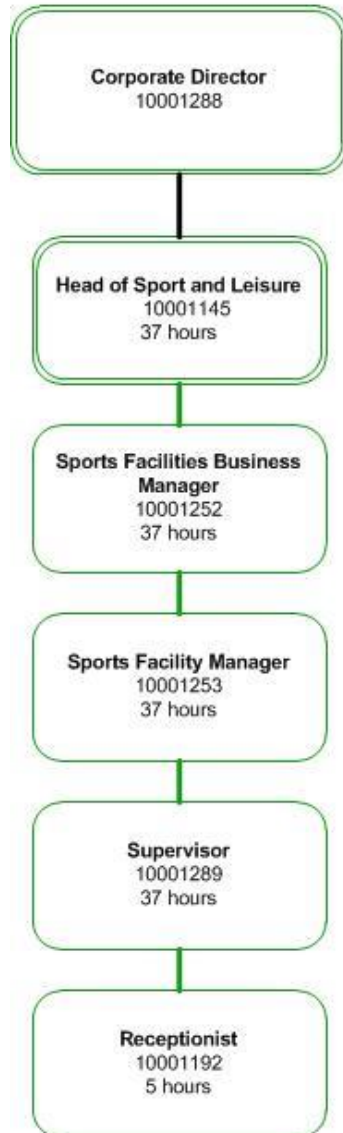 Corporate Director
10001288
Head of Sport and Leisure
10001145
37 hours
Sports Facilities Business
Manager
10001252
37 hours
Sports Facility Manager
10001253
37 hours
Supervisor
10001289
37 hours
Receptionist
10001192
5 hours